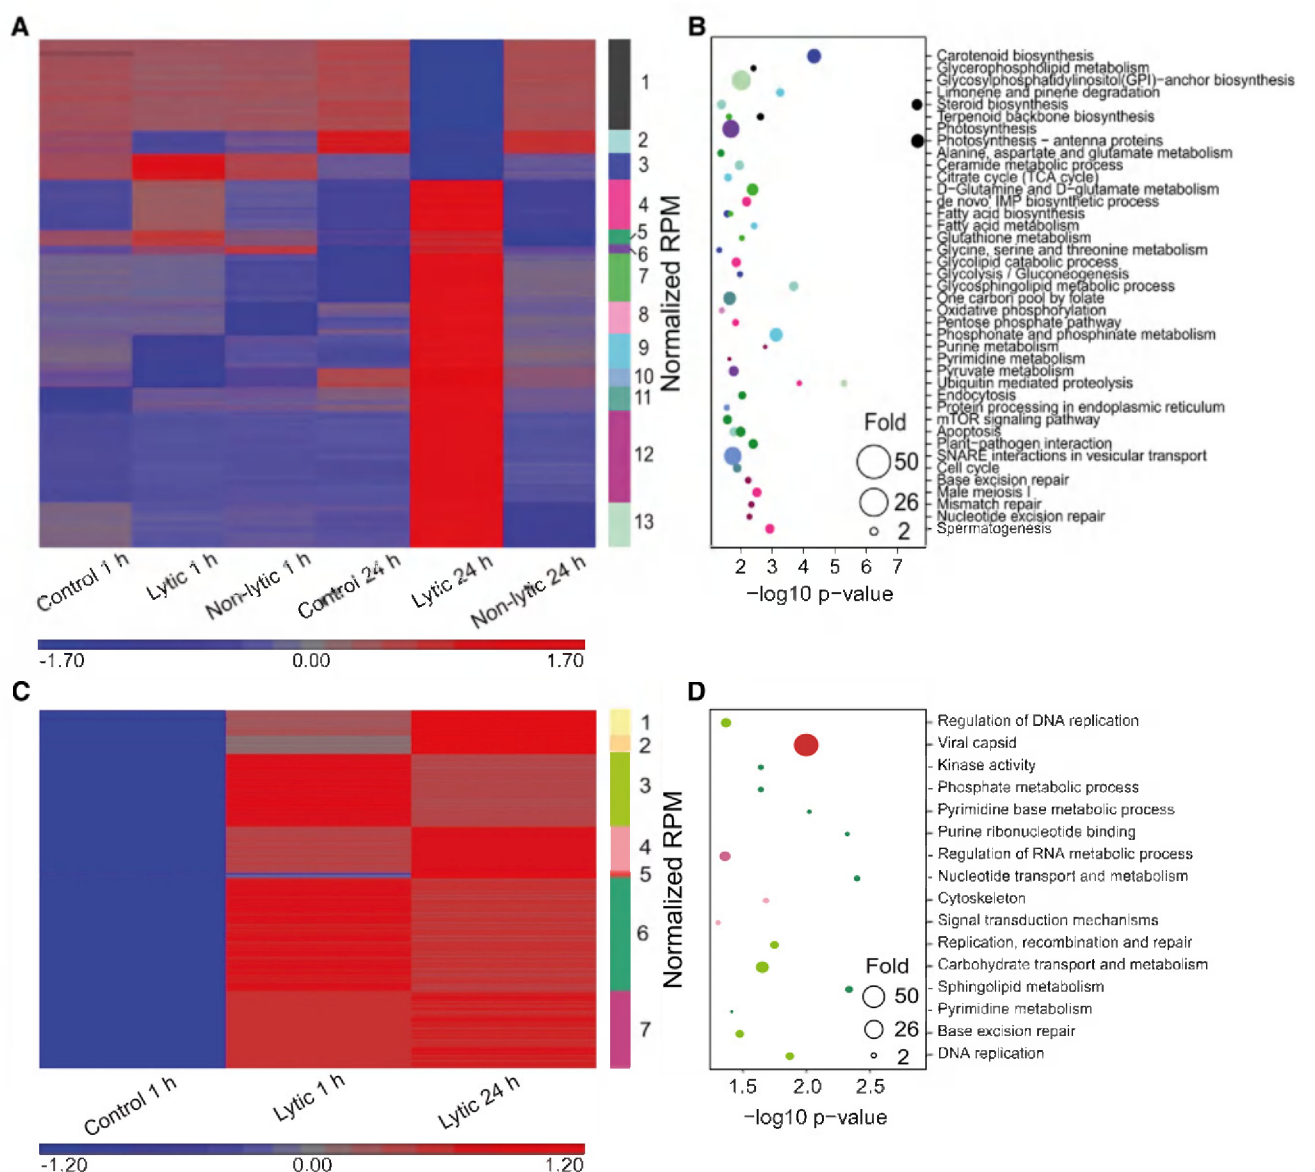 A
1
2
3
4
5
6
7
8
9
10
11
12
13
Normalized RPM
Control 1 h
Lytic 1 h
Non-lytic 1 h
Control 24 h
Lytic 24 h
Non-lytic 24 h
-1.70
0.00
1.70
B
Carotenoid biosynthesis
Glycerophospholipid metabolism
Glycosylphosphatidylinositol(GPI)−anchor biosynthesis
Limonene and pinene degradation
Steroid biosynthesis
Terpenoid backbone biosynthesis
Photosynthesis
Photosynthesis − antenna proteins
Alanine, aspartate and glutamate metabolism
Ceramide metabolic process
Citrate cycle (TCA cycle)
D−Glutamine and D−glutamate metabolism
de novo IMP biosynthetic process
Fatty acid biosynthesis
Fatty acid metabolism
Glutathione metabolism
Glycine, serine and threonine metabolism
Glycolipid catabolic process
Glycolysis / Gluconeogenesis
Glycosphingolipid metabolic process
One carbon pool by folate
Oxidative phosphorylation
Pentose phosphate pathway
Phosphonate and phosphinate metabolism
Purine metabolism
Pyrimidine metabolism
Pyruvate metabolism
Ubiquitin mediated proteolysis
Endocytosis
Protein processing in endoplasmic reticulum
mTOR signaling pathway
Apoptosis
Plant−pathogen interaction
SNARE interactions in vesicular transport
Cell cycle
Base excision repair
Male meiosis I
Mismatch repair
Nucleotide excision repair
Spermatogenesis
Fold
50
26
2
2 3 4 5 6 7
−log10 p−value
C
1
2
3
4
5
6
7
Normalized RPM
Control 1 h
Lytic 1 h
Lytic 24 h
-1.20
0.00
1.20
D
Regulation of DNA replication
Viral capsid
Kinase activity
Phosphate metabolic process
Pyrimidine base metabolic process
Purine ribonucleotide binding
Regulation of RNA metabolic process
Nucleotide transport and metabolism
Cytoskeleton
Signal transduction mechanisms
Replication, recombination and repair
Carbohydrate transport and metabolism
Sphingolipid metabolism
Pyrimidine metabolism
Base excision repair
DNA replication
Fold
50
26
2
1.5 2.0 2.5
−log10 p−value